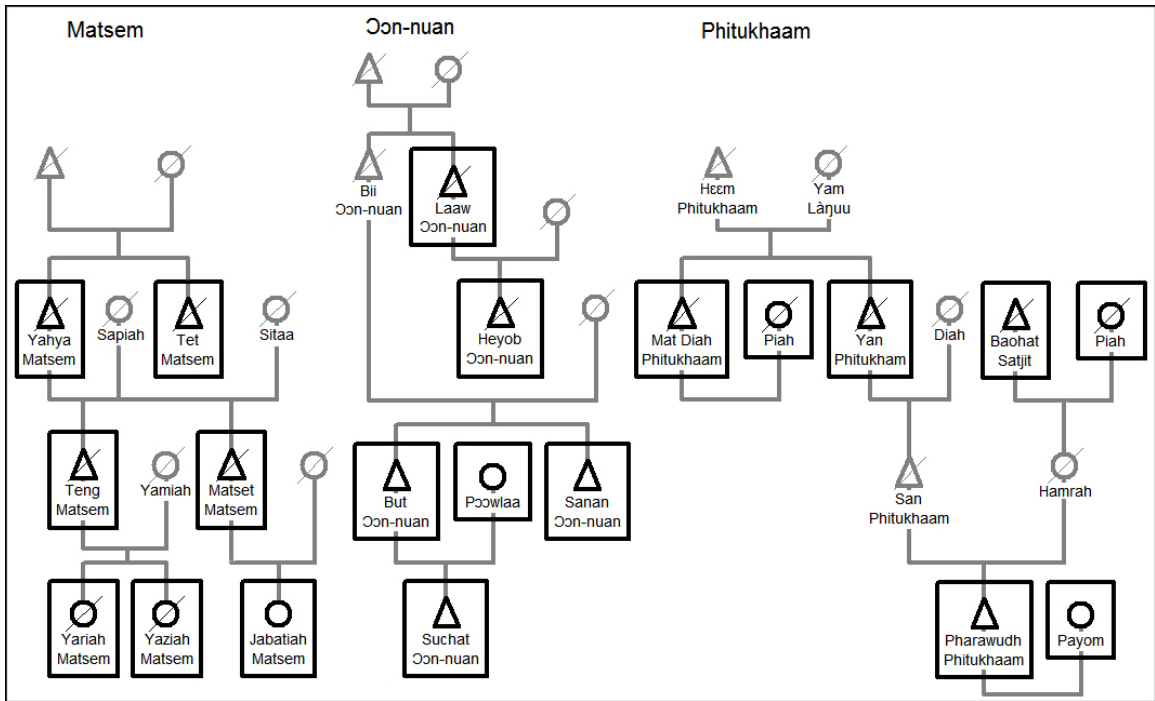 Matsem
Ɔɔn-nuan
Phitukhaam
Bii
Ɔɔn-nuan
Laaw
Ɔɔn-nuan
Hɛɛm
Phitukhaam
Yam
Làŋuu
Yahya
Matsem
Sapiah
Tet
Matsem
Sitaa
Heyob
Ɔɔn-nuan
Mat Diah
Phitukhaam
Piah
Yan
Phitukham
Diah
Baohat
Satjit
Piah
Teng
Matsem
Yamiah
Matset
Matsem
But
Ɔɔn-nuan
Pɔɔwlaa
Sanan
Ɔɔn-nuan
San
Phitukhaam
Hamrah
Yariah
Matsem
Yaziah
Matsem
Jabatiah
Matsem
Suchat
Ɔɔn-nuan
Pharawudh
Phitukhaam
Payom